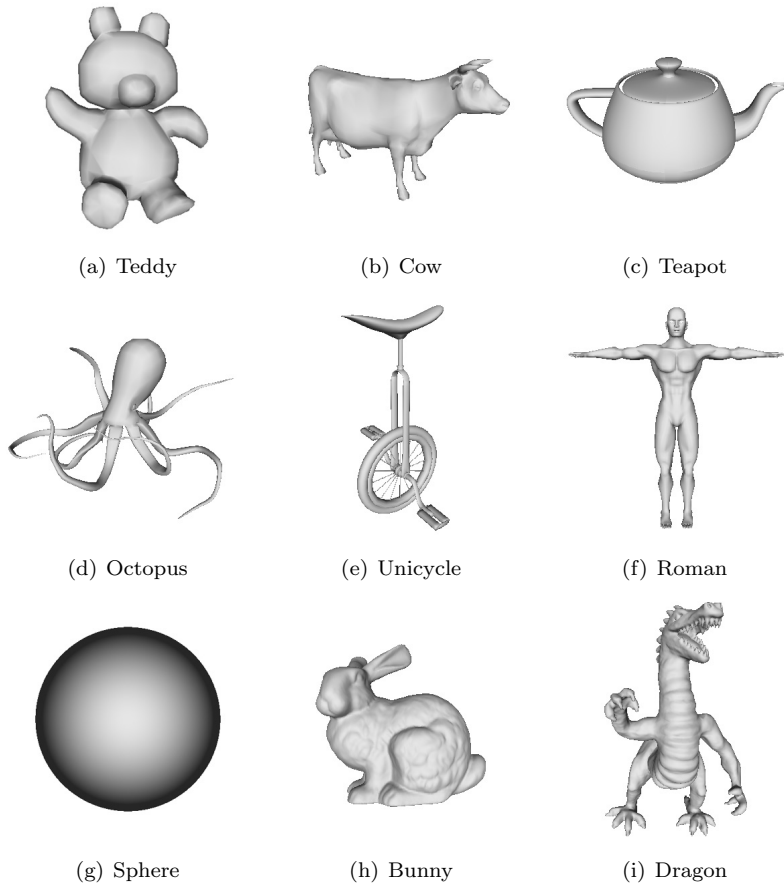 (a) Teddy
(b) Cow
(c) Teapot
(d) Octopus
(e) Unicycle
(f) Roman
(g) Sphere
(h) Bunny
(i) Dragon